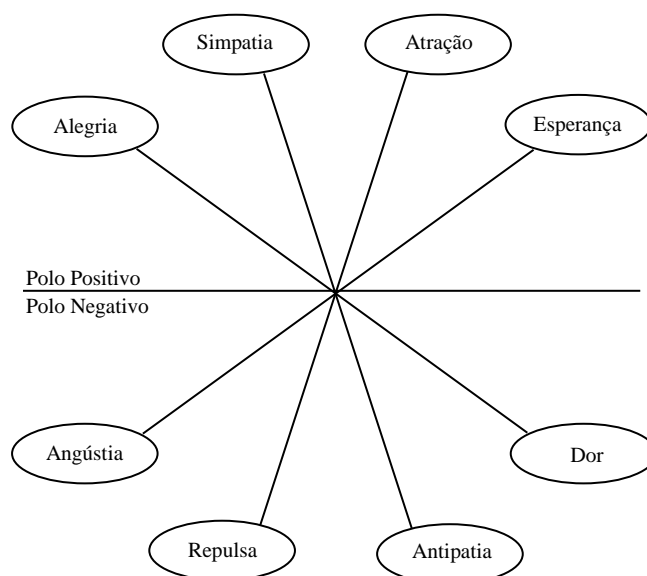 Simpatia
Atração
Alegria
Esperança
Polo Positivo
Polo Negativo
Angústia
Dor
Repulsa
Antipatia